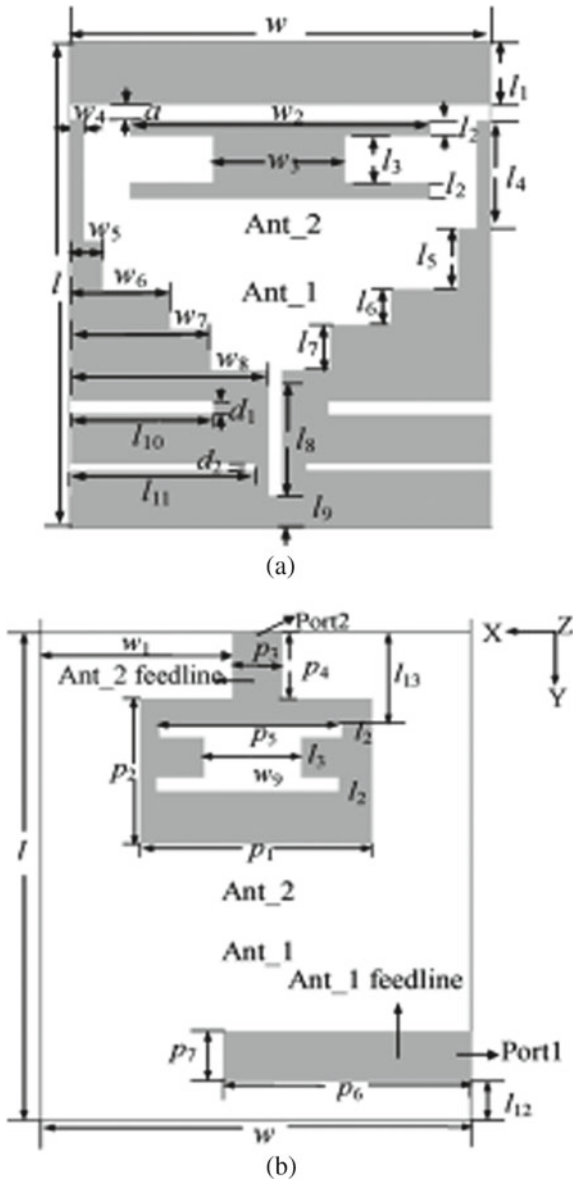 w
l1
w4 a w2 l2
w3 l3 l4
l2
Ant_2
w5 l5
l w6 Ant_1 l6
w7 l7
w8
d1
l10 l8
d2
l11 l9
(a)
Port2 X Z
w1 p3 p4 Y
Ant_2 feedline l13
p5 l2
p2 l3
w9 l2
l p1
Ant_2
Ant_1
Ant_1 feedline
p7 Port1
p6 l12
w
(b)